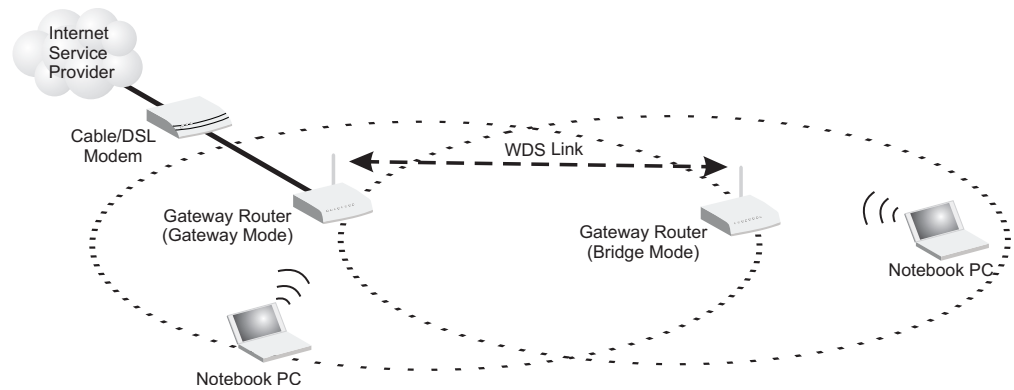 Internet
Service
Provider
Cable/DSL
Modem
WDS Link
Gateway Router
(Gateway Mode)
Gateway Router
(Bridge Mode)
Notebook PC
Notebook PC